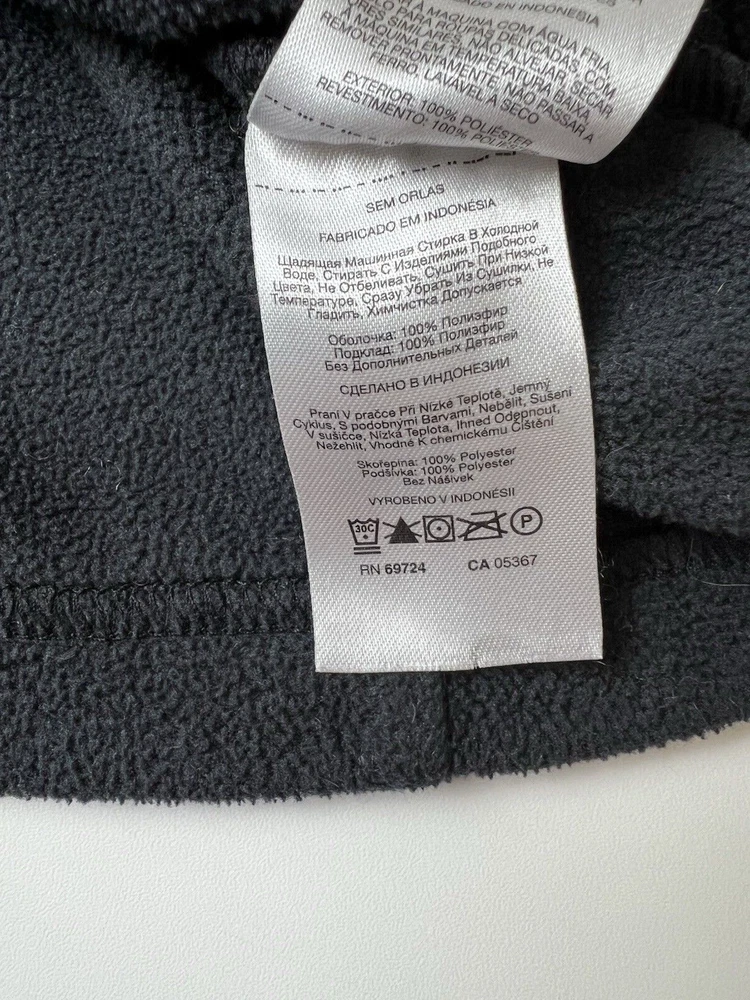 EM INDONÉSIA
MÁQUINA COM ÁGUA FRIA,
PARA ROUPAS DELICADAS, COM
SIMILARES, NÃO ALVEJAR, SECAR
À MÁQUINA EM TEMPERATURA BAIXA,
REMOVER PRONTAMENTE, NÃO PASSAR A
FERRO. LAVÁVEL A SECO
EXTERIOR: 100% POLIÉSTER
REVESTIMENTO: 100%
SEM ORLAS
FABRICADO EM INDONÉSIA
Щадящая Машинная Стирка В Холодной
Воде, Стирать С Изделиями Подобного
Цвета, Не Отбеливать, Сушить При Низкой
Температуре, Сразу Убрать Из Сушилки, Не
Гладить, Химчистка Допускается
Оболочка: 100% Полиэфир
Подклад: 100% Полиэфир
Без Дополнительных Деталей
СДЕЛАНО В ИНДОНЕЗИИ
Praní V pračce Při Nízké Teplotě, Jemný
Cyklus, S podobnými Barvami, Nebělit, Sušení
V sušičce, Nízká Teplota, Ihned Odepnout,
Nežehlit, Vhodné K chemickému Čištění
Skořepina: 100% Polyester
Podšívka: 100% Polyester
Bez Nášivek
VYROBENO V INDONÉSII
30C P
RN 69724 CA 05367